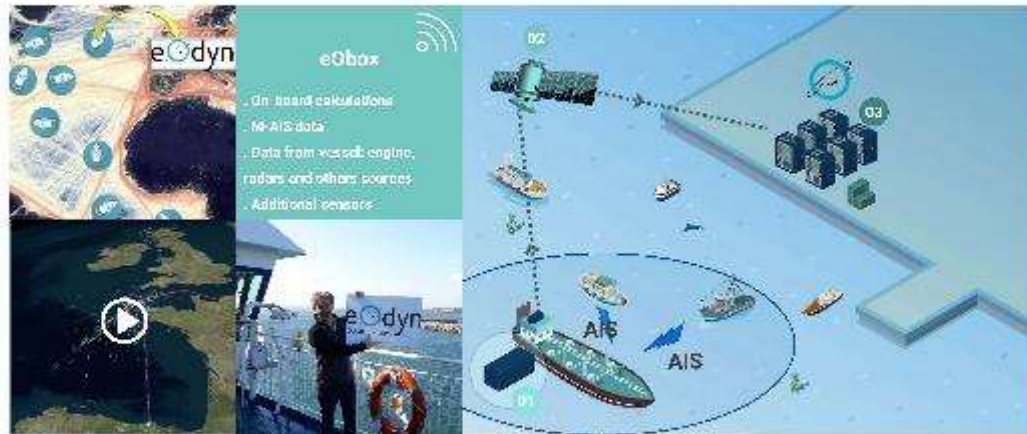 eOdyn
eObox
. On-board calculations
. M-AIS data
. Data from vessel: engine,
radars and others sources
. Additional sensors
eOdyn
02
03
AIS
AIS
01